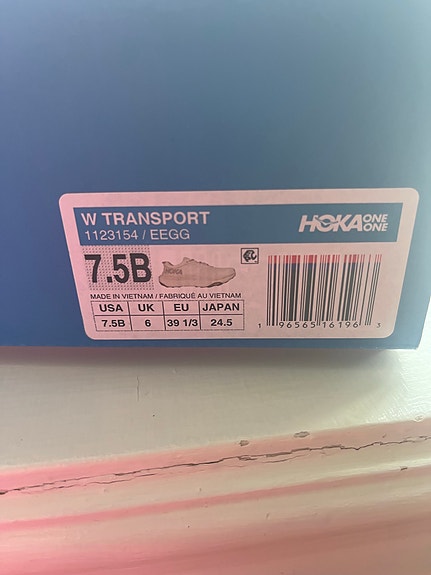 W TRANSPORT
1123154 / EEGG
HOKA ONE ONE
7.5B
MADE IN VIETNAM / FABRIQUÉ AU VIETNAM
USA UK EU JAPAN
7.5B 6 39 1/3 24.5
1 96565 16196 3